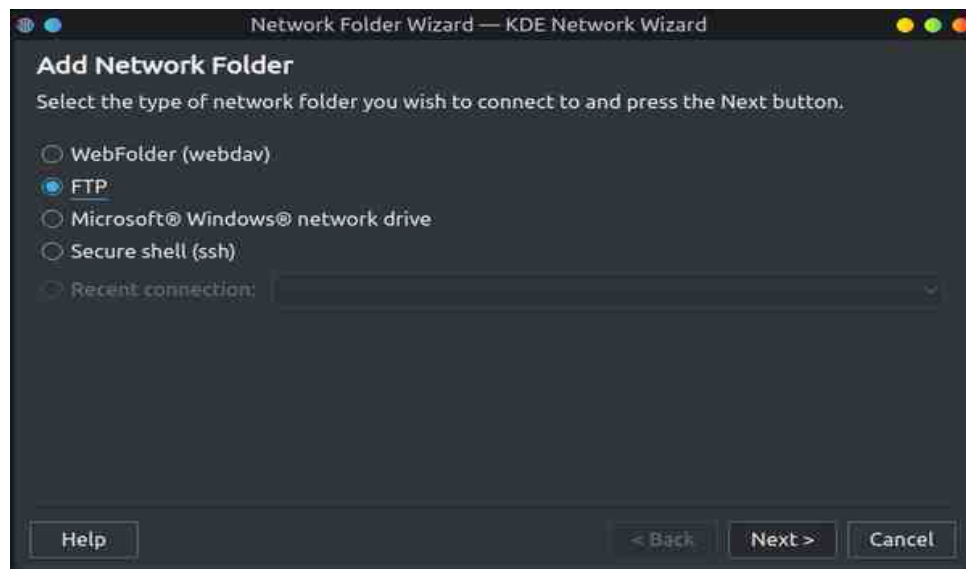 Network Folder Wizard — KDE Network Wizard
Add Network Folder
Select the type of network folder you wish to connect to and press the Next button.
WebFolder (webdav)
FTP
Microsoft® Windows® network drive
Secure shell (ssh)
Recent connection:
Help
< Back
Next >
Cancel